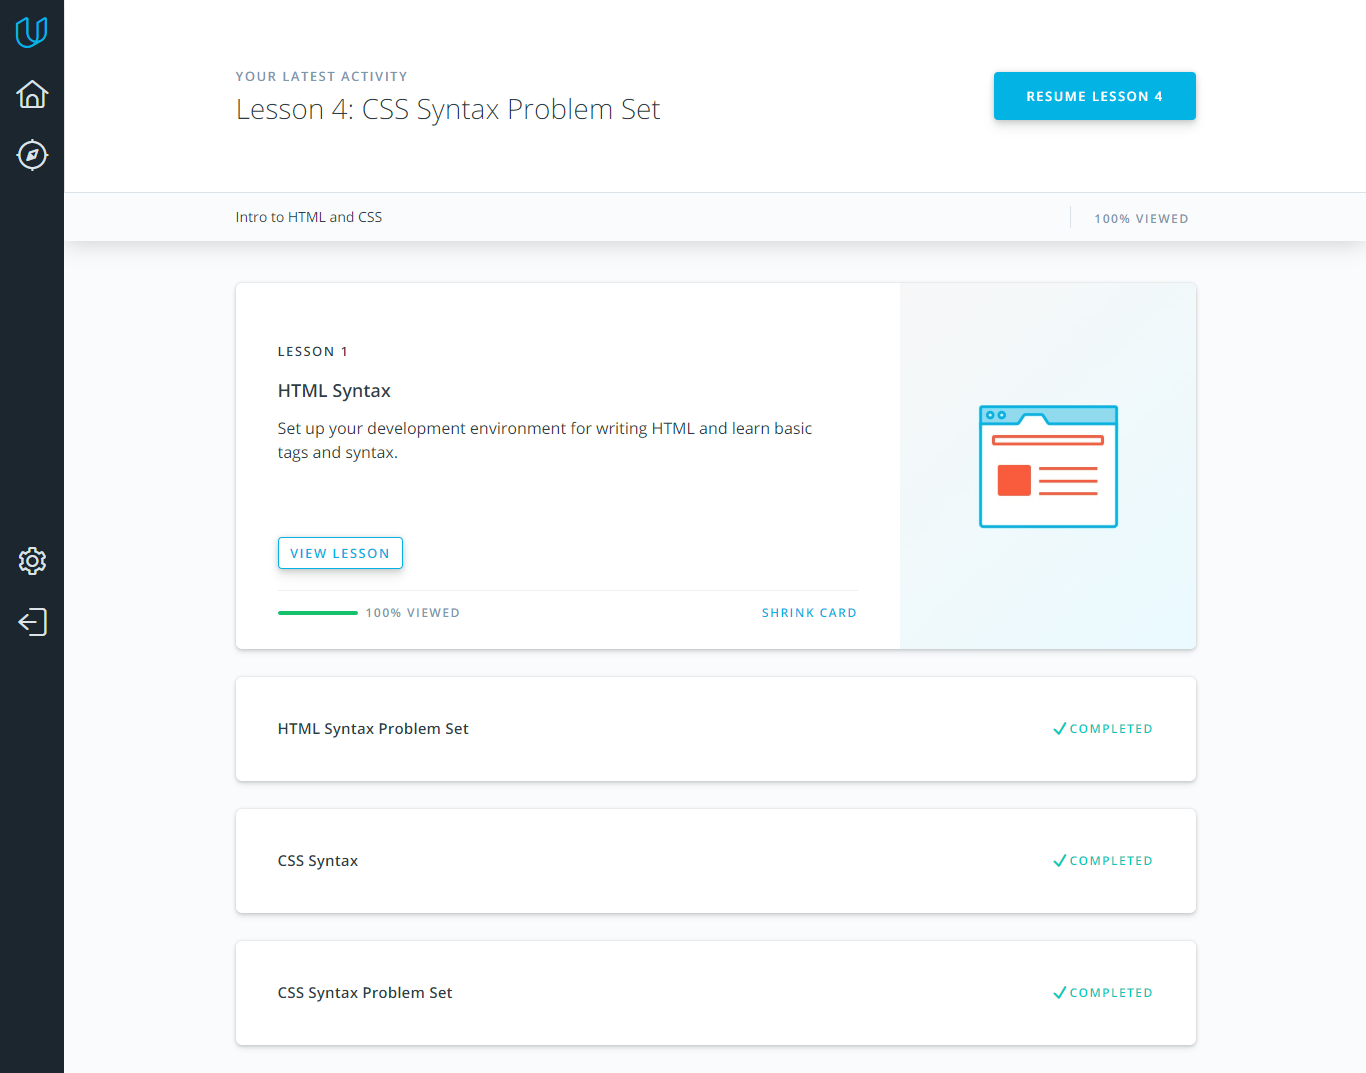 YOUR LATEST ACTIVITY
Lesson 4: CSS Syntax Problem Set
RESUME LESSON 4
Intro to HTML and CSS
100% VIEWED
LESSON 1
HTML Syntax
Set up your development environment for writing HTML and learn basic
tags and syntax.
VIEW LESSON
100% VIEWED
SHRINK CARD
HTML Syntax Problem Set
COMPLETED
CSS Syntax
COMPLETED
CSS Syntax Problem Set
COMPLETED